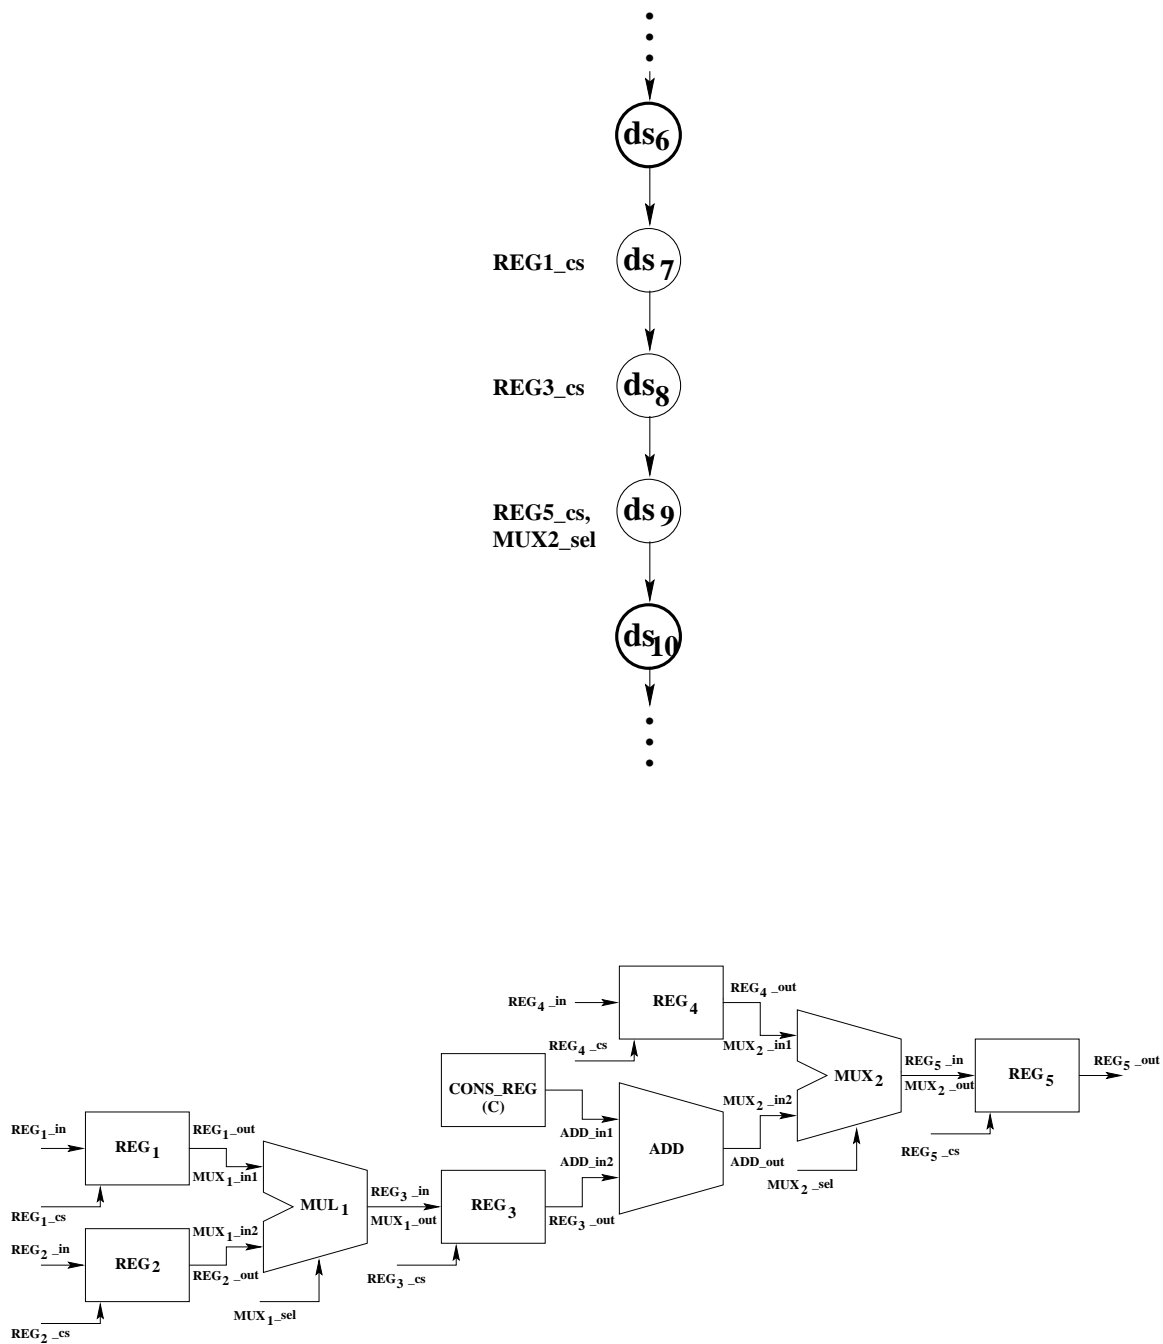 ds6
REG1_cs
ds7
REG3_cs
ds8
REG5_cs,
MUX2_sel
ds9
ds10
REG4_in
REG4
REG4_out
REG4_cs
MUX2_in1
CONS_REG
(C)
ADD_in1
ADD_in2
ADD
ADD_out
MUX2_in2
MUX2
MUX2_sel
REG5_in
MUX2_out
REG5
REG5_out
REG5_cs
REG1_in
REG1
REG1_out
MUX1_in1
REG1_cs
REG2_in
REG2
MUX1_in2
REG2_out
REG2_cs
MUL1
MUX1_sel
REG3_in
MUX1_out
REG3
REG3_out
REG3_cs